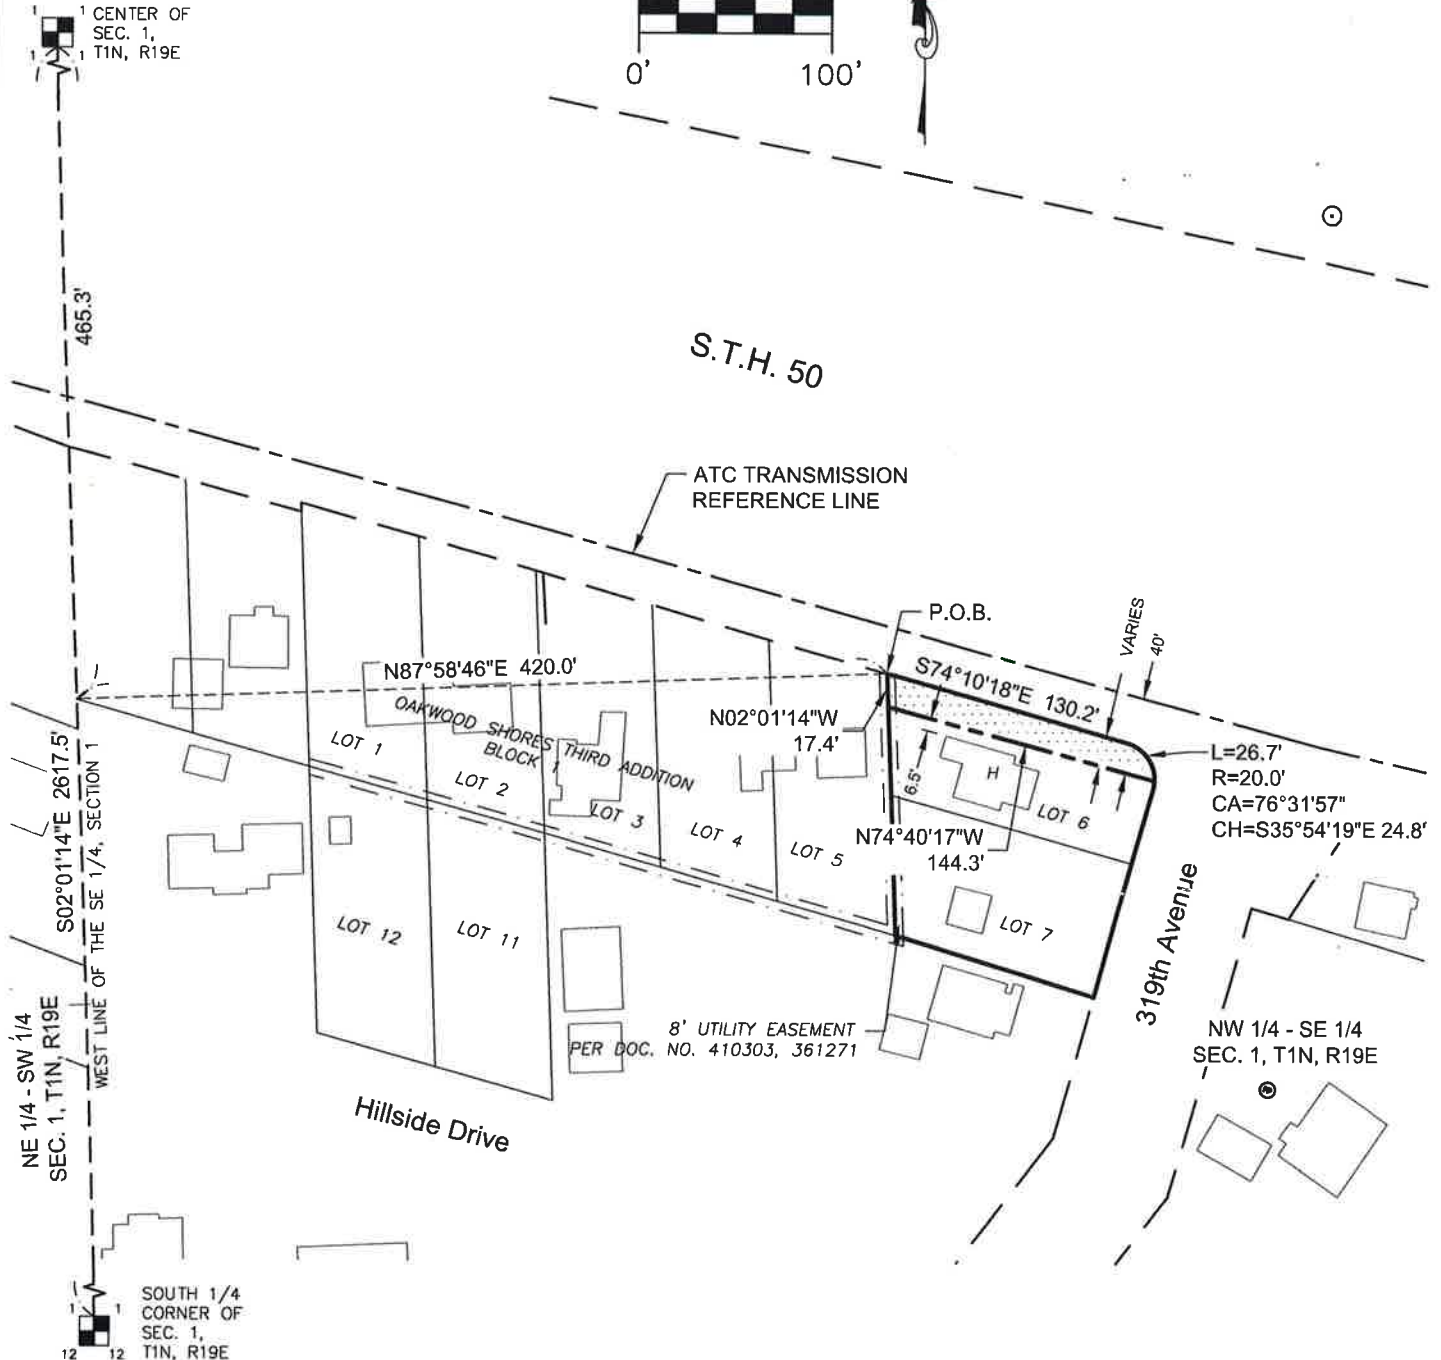 1 1 CENTER OF
SEC. 1,
1 1 T1N, R19E
0' 100'
465.3'
S.T.H. 50
ATC TRANSMISSION
REFERENCE LINE
P.O.B.
VARIES
40'
N87°58'46"E 420.0'
S74°10'18"E 130.2'
N02°01'14"W
17.4'
OAKWOOD SHORES THIRD ADDITION
BLOCK 1
LOT 1
LOT 2
LOT 3
LOT 4
LOT 5
6.5'
H
LOT 6
L=26.7'
R=20.0'
CA=76°31'57"
CH=S35°54'19"E 24.8'
N74°40'17"W
144.3'
S02°01'14"E 2617.5'
WEST LINE OF THE SE 1/4, SECTION 1
LOT 12
LOT 11
LOT 7
319th Avenue
NE 1/4 - SW 1/4
SEC. 1, T1N, R19E
8' UTILITY EASEMENT
PER DOC. NO. 410303, 361271
NW 1/4 - SE 1/4
SEC. 1, T1N, R19E
Hillside Drive
1 1 SOUTH 1/4
CORNER OF
SEC. 1,
12 12 T1N, R19E